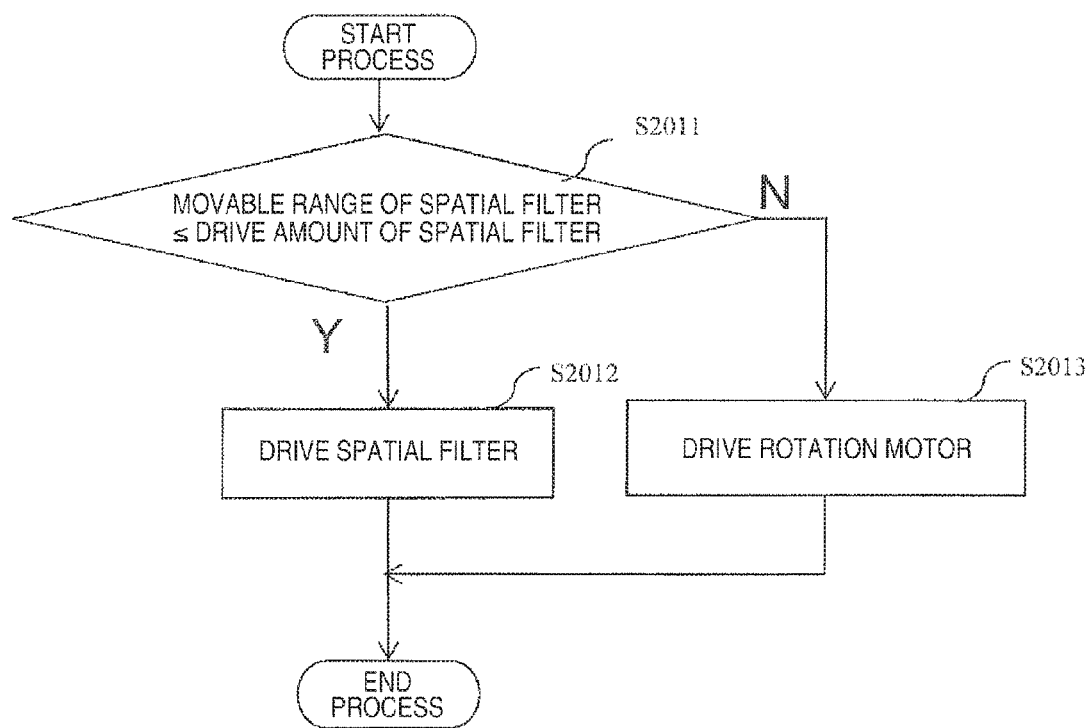 START
PROCESS
S2011
MOVABLE RANGE OF SPATIAL FILTER
≤ DRIVE AMOUNT OF SPATIAL FILTER
N
Y
S2012
S2013
DRIVE SPATIAL FILTER
DRIVE ROTATION MOTOR
END
PROCESS